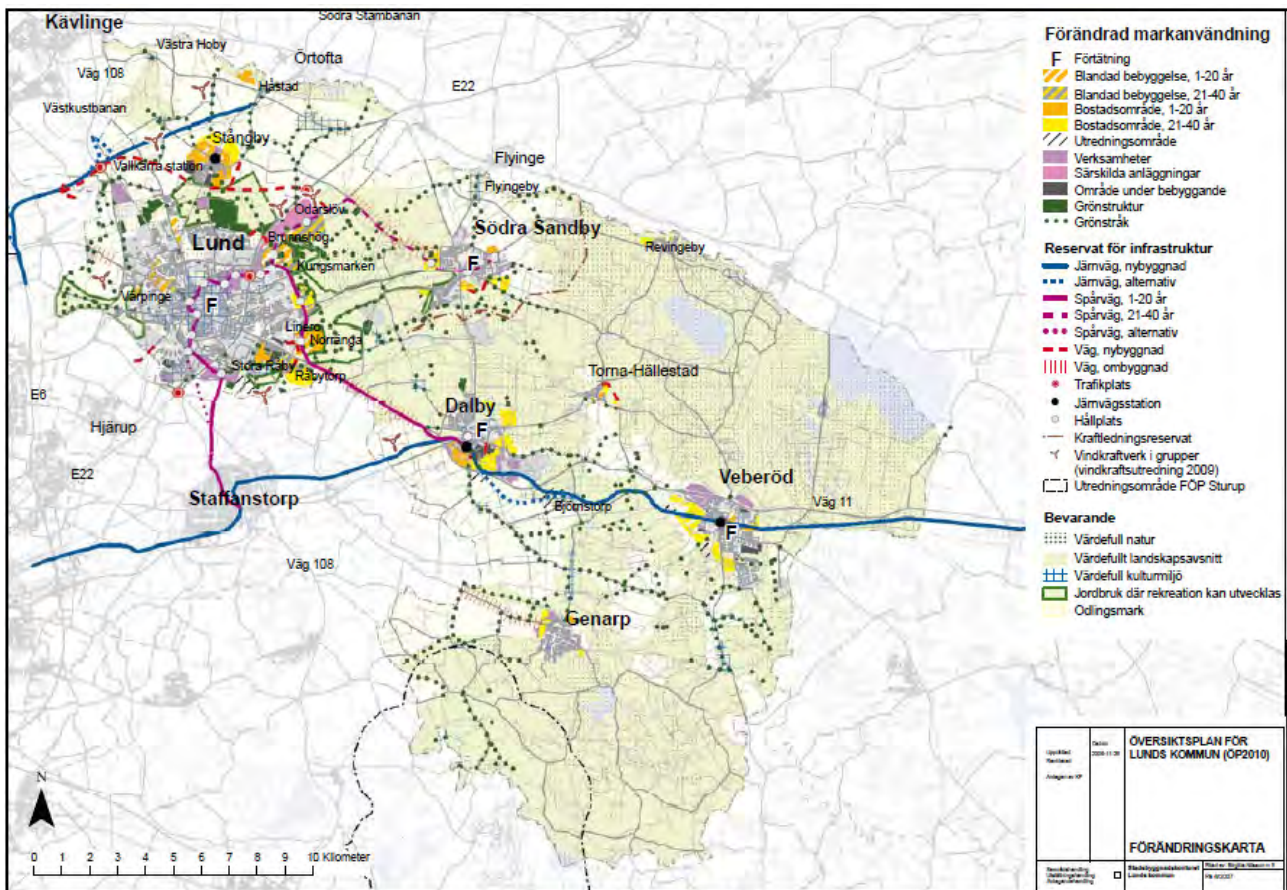 Kävlinge
Södra Stambanan
Västra Hoby
Örtofta
Väg 108
E22
Håstad
Västkustbanan
Stångby
Vallkärra station
Flyinge
Flyingeby
Odarslöv
Södra Sandby
Lund
Brunnshög
Revingeby
Kungsmarken
F
Värpinge
F
Linero
Norränga
Stora Råby
Råbytorp
Torna-Hällestad
E6
Dalby
Hjärup
F
E22
Veberöd
Staffanstorp
Björnstorp
Väg 11
F
Väg 108
Genarp
N
0 1 2 3 4 5 6 7 8 9 10 Kilometer
Förändrad markanvändning
F Förtätning
Blandad bebyggelse, 1-20 år
Blandad bebyggelse, 21-40 år
Bostadsområde, 1-20 år
Bostadsområde, 21-40 år
Utredningsområde
Verksamheter
Särskilda anläggningar
Område under bebyggande
Grönstruktur
Grönstråk
Reservat för infrastruktur
Järnväg, nybyggnad
Järnväg, alternativ
Spårväg, 1-20 år
Spårväg, 21-40 år
Spårväg, alternativ
Väg, nybyggnad
Väg, ombyggnad
Trafikplats
Järnvägsstation
Hållplats
Kraftledningsreservat
Vindkraftverk i grupper
(vindkraftsutredning 2009)
Utredningsområde FÖP Sturup
Bevarande
Värdefull natur
Värdefullt landskapsavsnitt
Värdefull kulturmiljö
Jordbruk där rekreation kan utvecklas
Odlingsmark
ÖVERSIKTSPLAN FÖR
LUNDS KOMMUN (ÖP2010)
FÖRÄNDRINGSKARTA
Stadsbyggnadskontoret
Lunds kommun